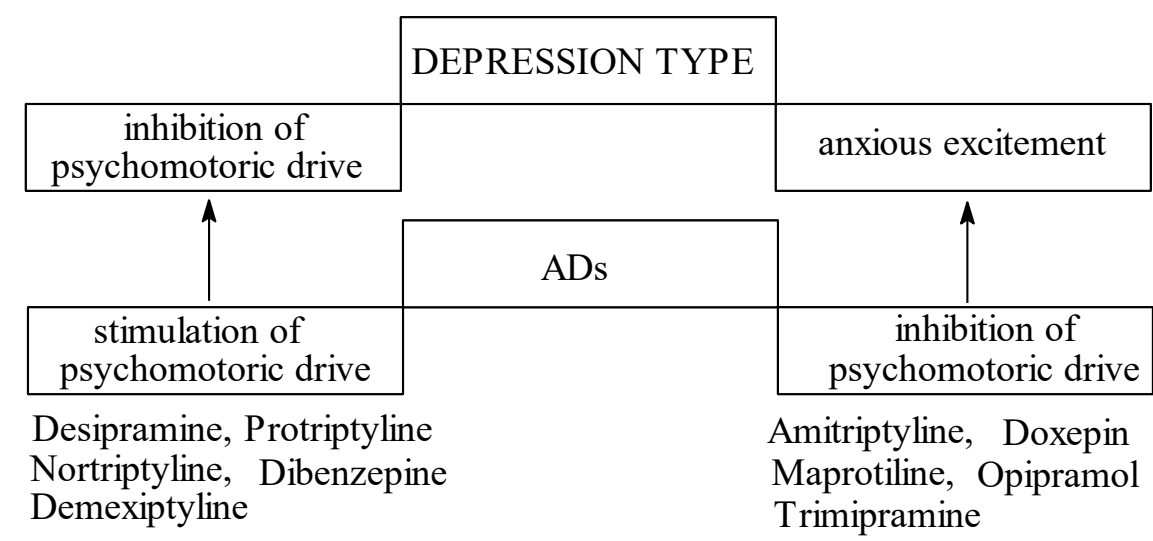 DEPRESSION TYPE
inhibition of
psychomotoric drive
anxious excitement
ADs
stimulation of
psychomotoric drive
inhibition of
psychomotoric drive
Desipramine, Protriptyline
Nortriptyline, Dibenzepine
Demexiptyline
Amitriptyline, Doxepin
Maprotiline, Opipramol
Trimipramine